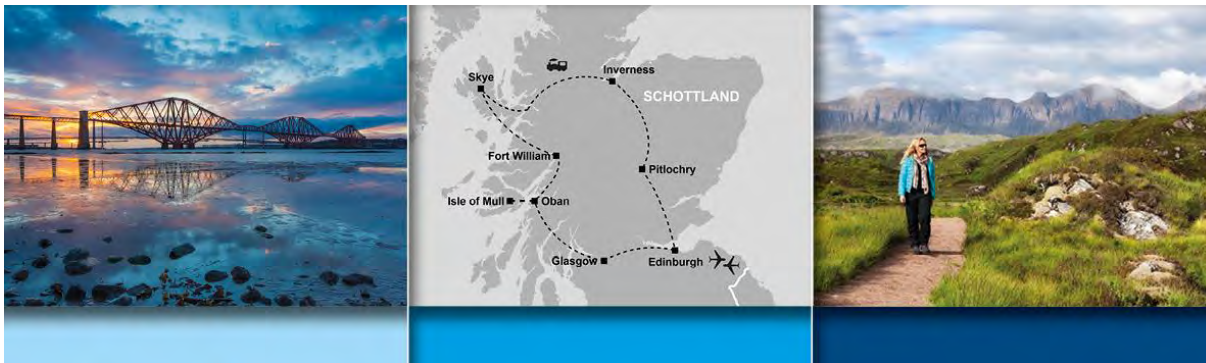 Skye
Inverness
SCHOTTLAND
Fort William
Pitlochry
Isle of Mull
Oban
Glasgow
Edinburgh